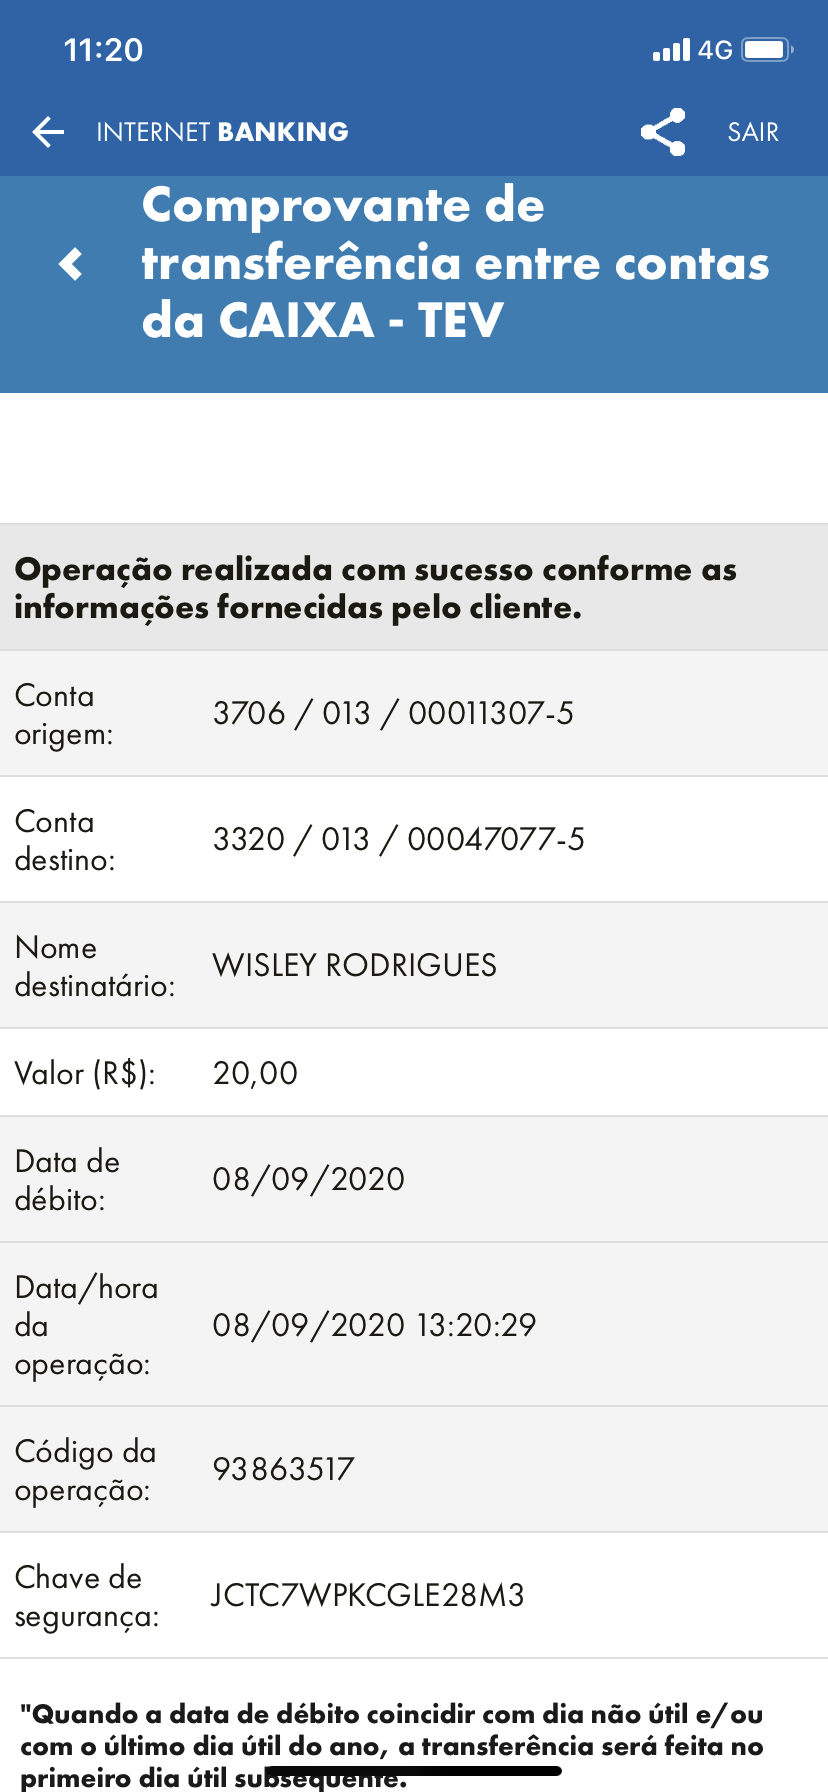 11:20
4G
INTERNET BANKING
SAIR
Comprovante de
transferência entre contas
da CAIXA - TEV
Operação realizada com sucesso conforme as
informações fornecidas pelo cliente.
Conta
origem:
3706 / 013 / 00011307-5
Conta
destino:
3320 / 013 / 00047077-5
Nome
destinatário:
WISLEY RODRIGUES
Valor (R$):
20,00
Data de
débito:
08/09/2020
Data/hora
da
operação:
08/09/2020 13:20:29
Código da
operação:
93863517
Chave de
segurança:
JCTC7WPKCGLE28M3
"Quando a data de débito coincidir com dia não útil e/ou
com o último dia útil do ano, a transferência será feita no
primeiro dia útil subsequente.